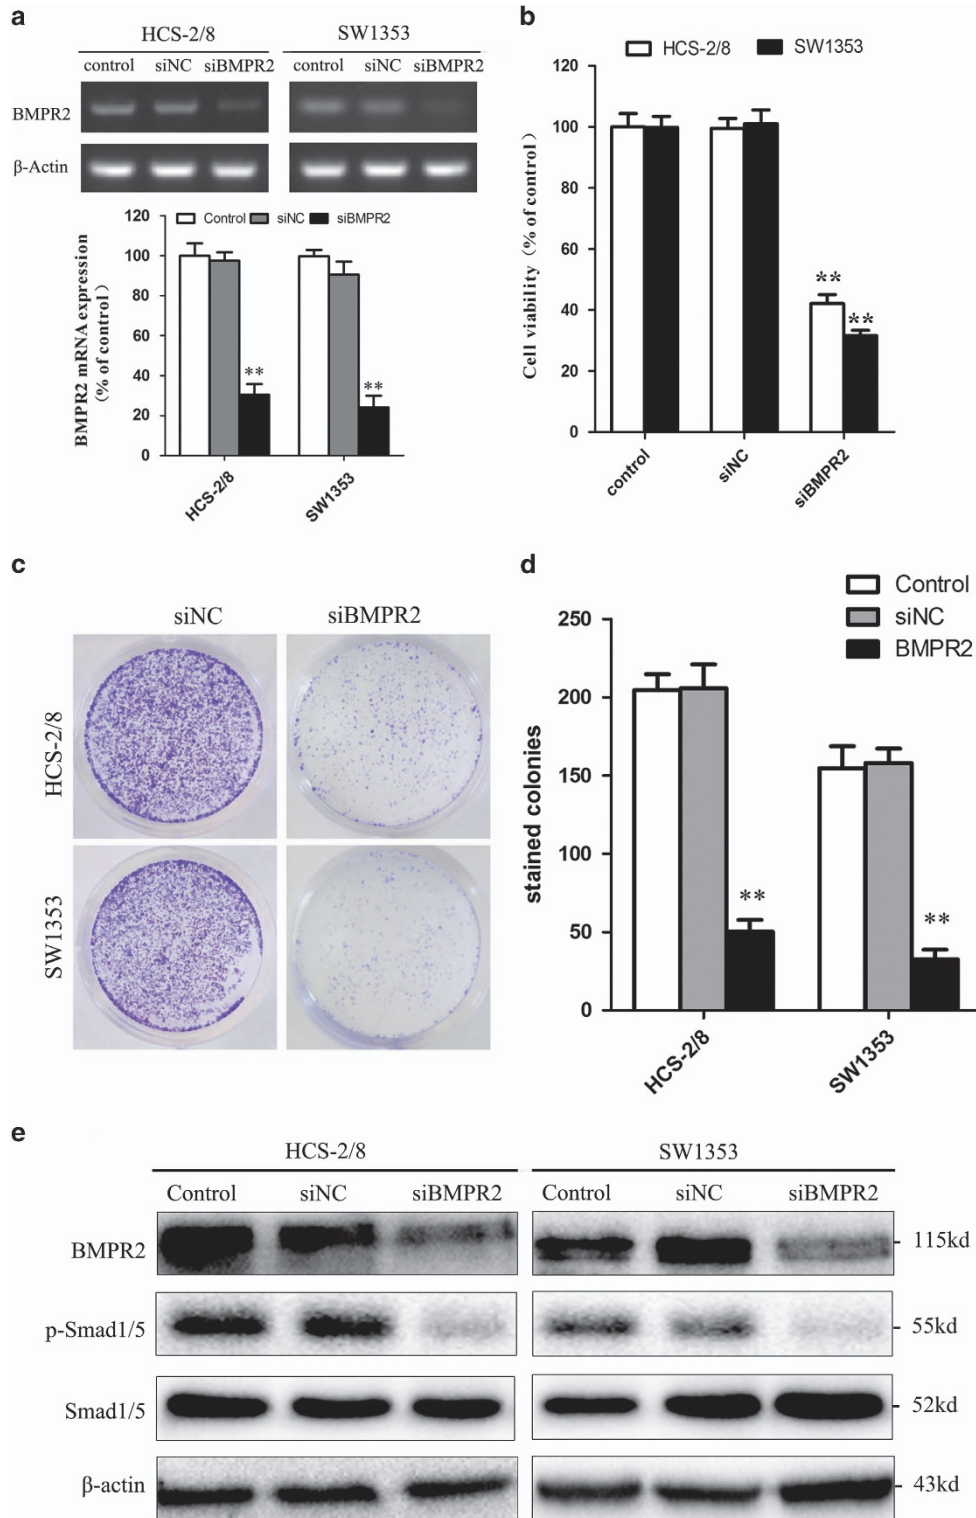 a
HCS-2/8 SW1353
control siNC siBMPR2 control siNC siBMPR2
BMPR2
β-Actin
Control siNC siBMPR2
BMPR2 mRNA expression
(% of control)
120
100
80
60
40
20
0
** **
HCS-2/8 SW1353
b
HCS-2/8 SW1353
Cell viability (% of control)
120
100
80
60
40
20
0
** **
control siNC siBMPR2
c
siNC siBMPR2
HCS-2/8
SW1353
d
Control
siNC
BMPR2
stained colonies
250
200
150
100
50
0
** **
HCS-2/8 SW1353
e
HCS-2/8 SW1353
Control siNC siBMPR2 Control siNC siBMPR2
BMPR2 115kd
p-Smad1/5 55kd
Smad1/5 52kd
β-actin 43kd